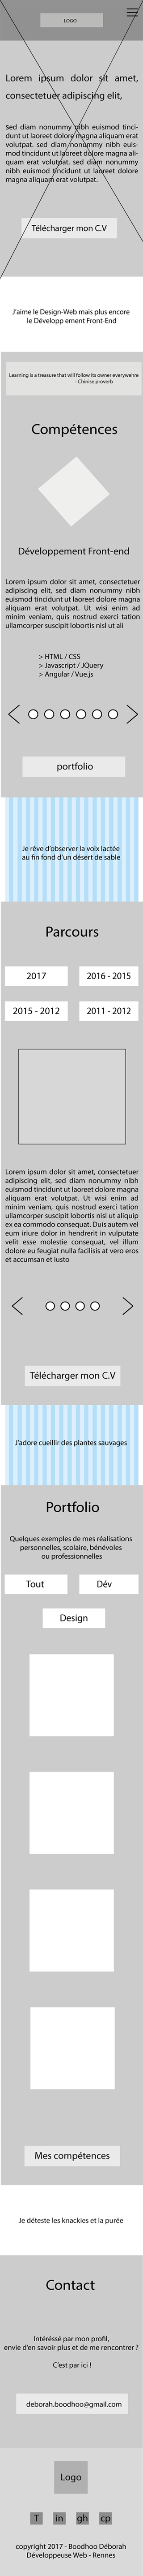 LOGO
Lorem ipsum dolor sit amet,
consectetuer adipiscing elit,
Sed diam nonummy nibh euismod tinci-
dunt ut laoreet dolore magna aliquam erat
volutpat. sed diam nonummy nibh euis-
mod tincidunt ut laoreet dolore magna ali-
quam erat volutpat. Ut sed diam nonummy
nibh euismod tincidunt ut laoreet dolore
magna aliquam erat volutpat.
Télécharger mon C.V
J'aime le Design-Web mais plus encore
le Développ ement Front-End
Learning is a treasure that will follow its owner everywehre
- Chinise proverb
Compétences
Développement Front-end
Lorem ipsum dolor sit amet, consectetuer
adipiscing elit, sed diam nonummy nibh
euismod tincidunt ut laoreet dolore magna
aliquam erat volutpat. Ut wisi enim ad
minim veniam, quis nostrud exerci tation
ullamcorper suscipit lobortis nisl ut ali
> HTML / CSS
> Javascript / JQuery
> Angular / Vue.js
portfolio
Je rêve d'observer la voix lactée
au fin fond d'un désert de sable
Parcours
2017
2016 - 2015
2015 - 2012
2011 - 2012
Lorem ipsum dolor sit amet, consectetuer
adipiscing elit, sed diam nonummy nibh
euismod tincidunt ut laoreet dolore magna
aliquam erat volutpat. Ut wisi enim ad
minim veniam, quis nostrud exerci tation
ullamcorper suscipit lobortis nisl ut aliquip
ex ea commodo consequat. Duis autem vel
eum iriure dolor in hendrerit in vulputate
velit esse molestie consequat, vel illum
dolore eu feugiat nulla facilisis at vero eros
et accumsan et iusto
Télécharger mon C.V
J'adore cueillir des plantes sauvages
Portfolio
Quelques exemples de mes réalisations
personnelles, scolaire, bénévoles
ou professionnelles
Tout
Dév
Design
Mes compétences
Je déteste les knackies et la purée
Contact
Intéréssé par mon profil,
envie d'en savoir plus et de me rencontrer ?
C'est par ici !
deborah.boodhoo@gmail.com
Logo
T in gh cp
copyright 2017 - Boodhoo Déborah
Développeuse Web - Rennes